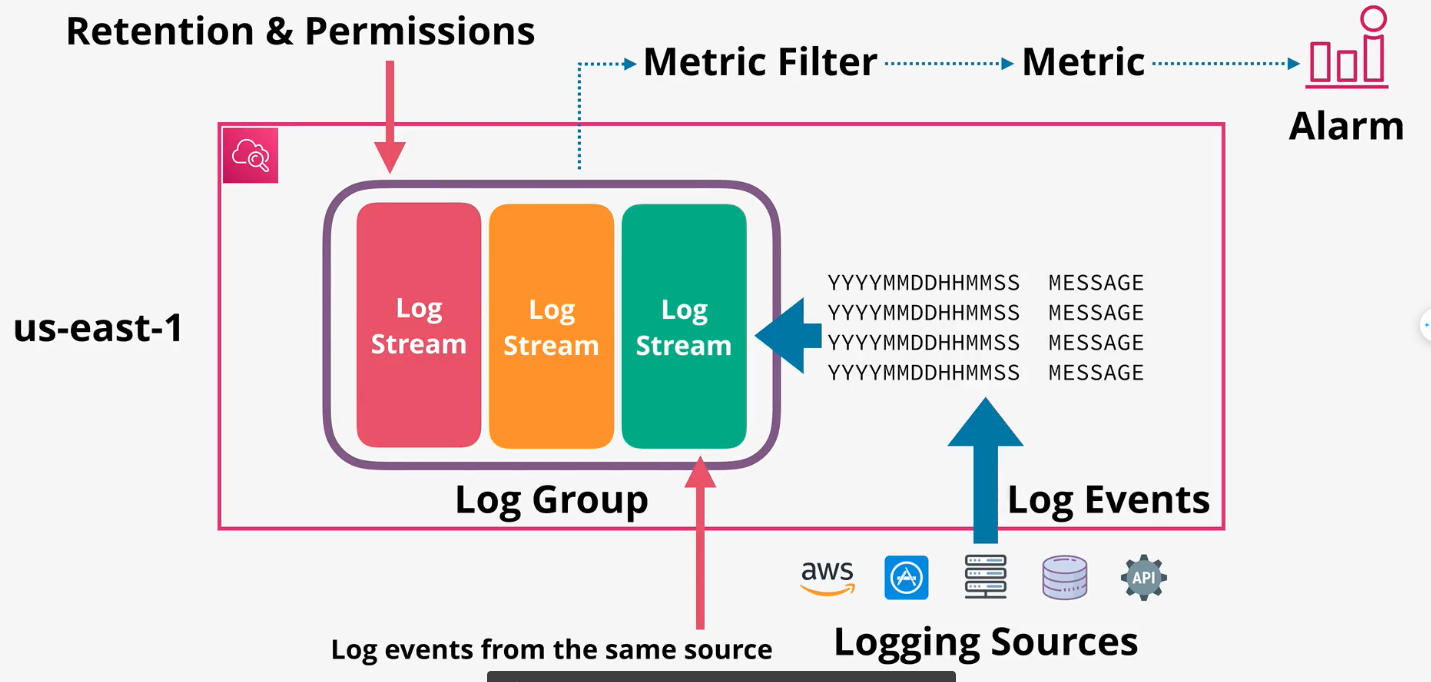 Retention & Permissions
Metric Filter
Metric
Alarm
us-east-1
Log
Stream
Log
Stream
Log
Stream
YYYYMMDDHHMMSS MESSAGE
YYYYMMDDHHMMSS MESSAGE
YYYYMMDDHHMMSS MESSAGE
YYYYMMDDHHMMSS MESSAGE
Log Group
Log Events
aws
API
Log events from the same source
Logging Sources